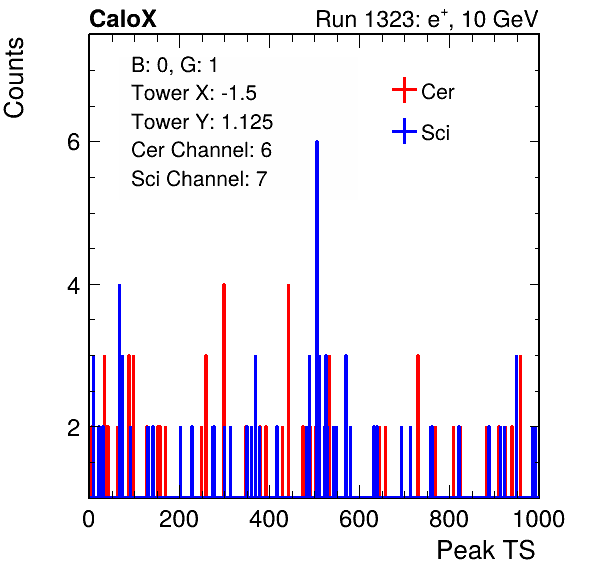 CaloX Run 1323: e⁺, 10 GeV
Counts
B: 0, G: 1
Tower X: -1.5
Tower Y: 1.125
Cer Channel: 6
Sci Channel: 7
Cer
Sci
6
4
2
0 200 400 600 800 1000
Peak TS